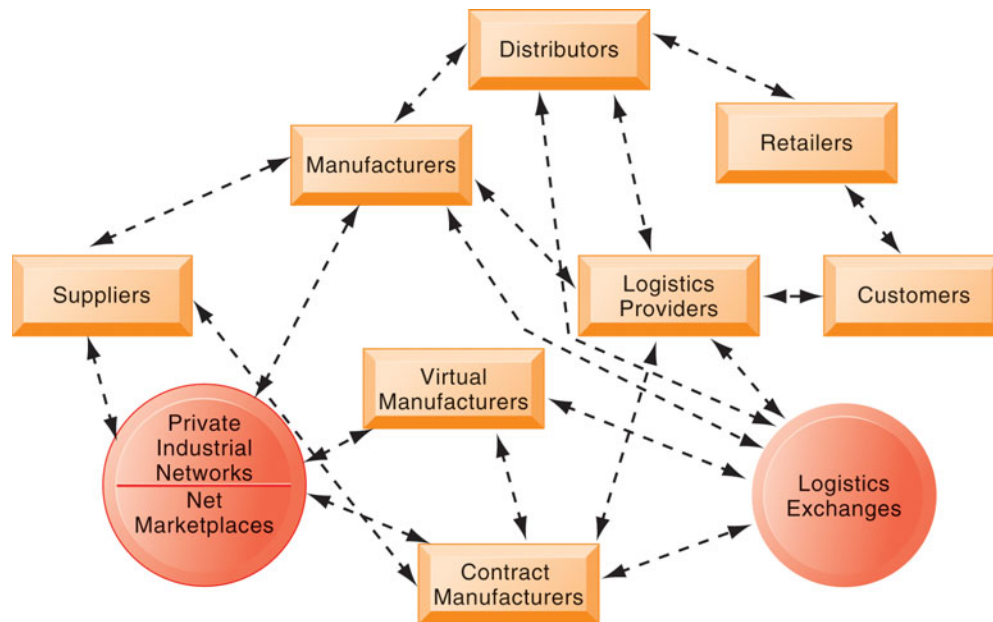 Distributors
Retailers
Manufacturers
Suppliers
Logistics
Providers
Customers
Virtual
Manufacturers
Private
Industrial
Networks
Net
Marketplaces
Logistics
Exchanges
Contract
Manufacturers